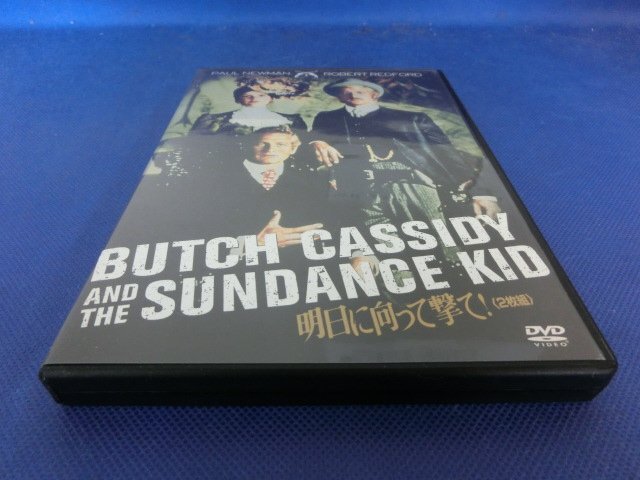 PAUL NEWMAN ROBERT REDFORD
BUTCH CASSIDY
AND THE SUNDANCE KID
明日に向って撃て!〈2枚組〉
DVD
VIDEO